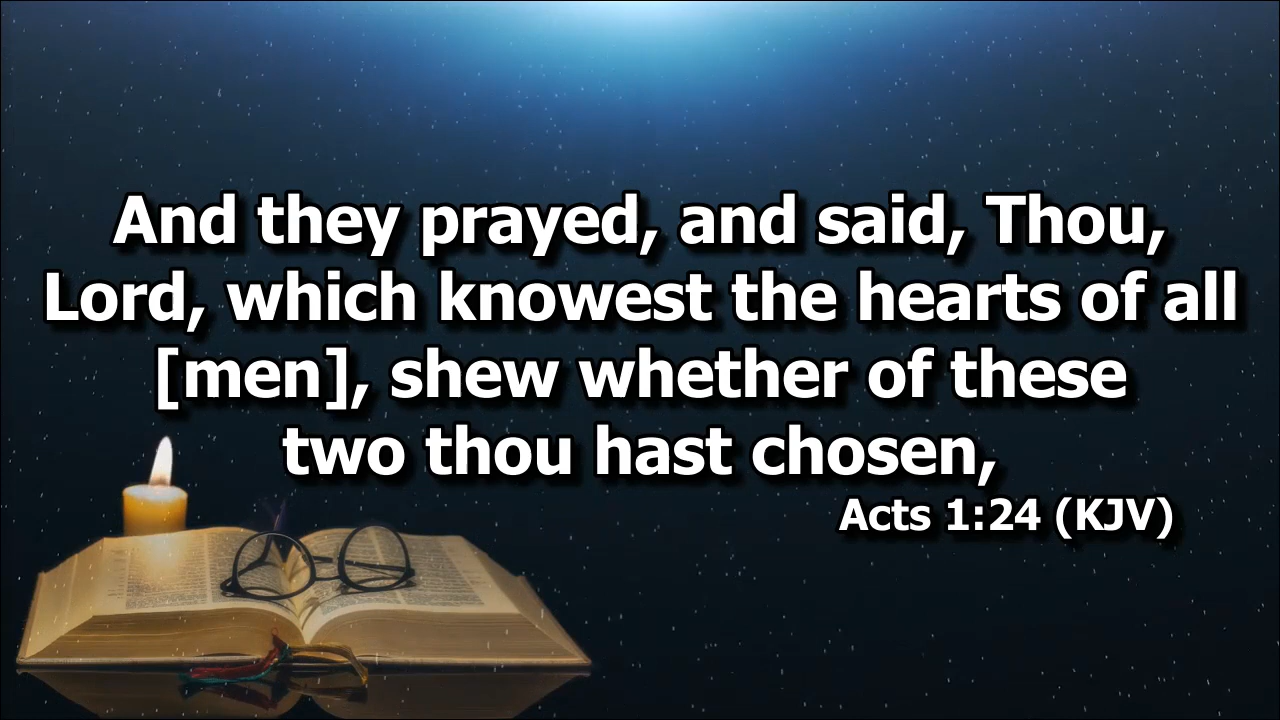 And they prayed, and said, Thou,
Lord, which knowest the hearts of all
[men], shew whether of these
two thou hast chosen,
Acts 1:24 (KJV)